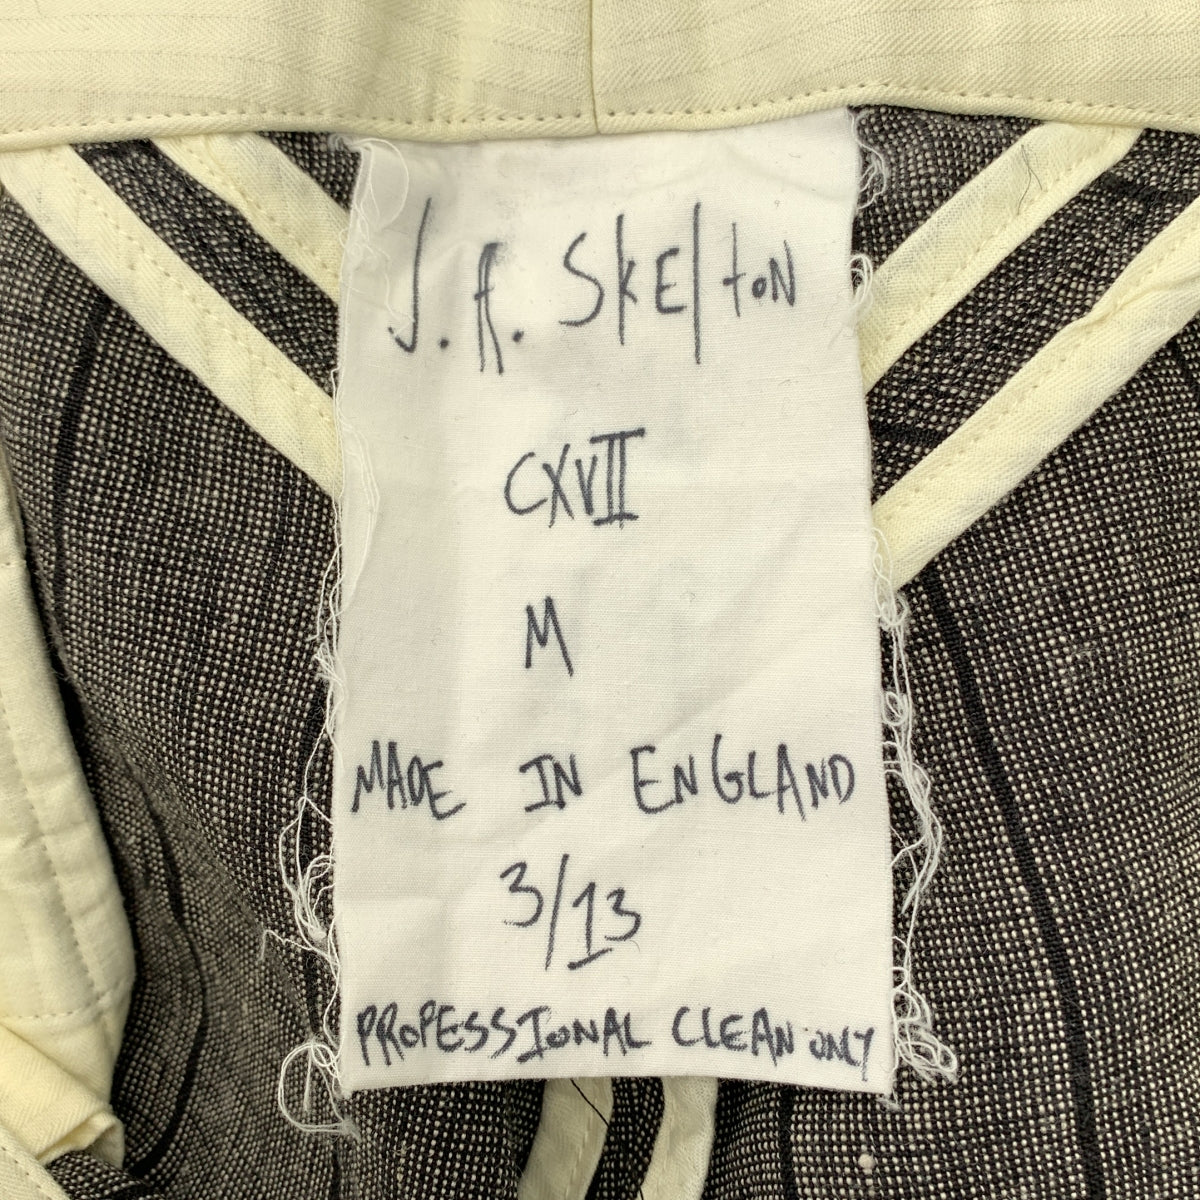 J. A. SkElton
CXVII
M
MADE IN ENGLAND
3/13
PROFESSIONAL CLEAN ONLY